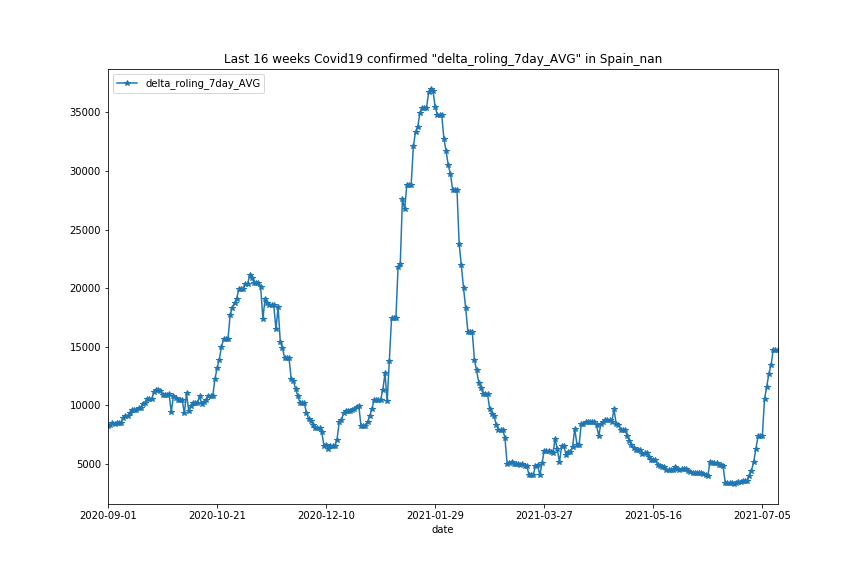 Last 16 weeks Covid19 confirmed "delta_roling_7day_AVG" in Spain_nan
delta_roling_7day_AVG
35000
30000
25000
20000
15000
10000
5000
2020-09-01 2020-10-21 2020-12-10 2021-01-29 2021-03-27 2021-05-16 2021-07-05
date